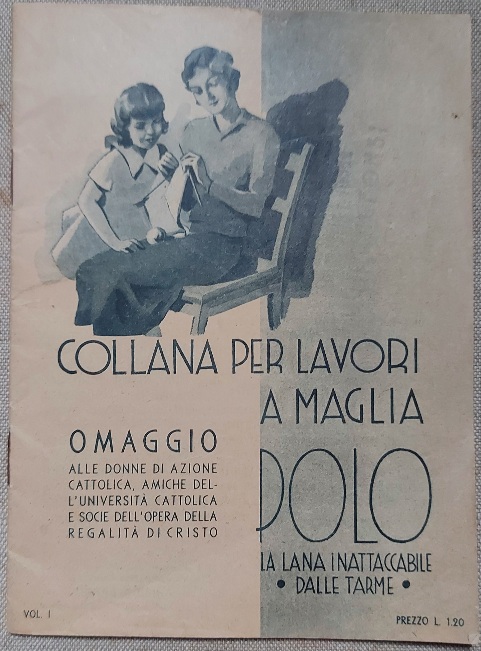 COLLANA PER LAVORI
A MAGLIA
OMAGGIO
ALLE DONNE DI AZIONE
CATTOLICA, AMICHE DEL-
L'UNIVERSITÀ CATTOLICA
E SOCIE DELL'OPERA DELLA
REGALITÀ DI CRISTO
POLO
LA LANA INATTACCABILE
• DALLE TARME •
VOL. I
PREZZO L. 1.20